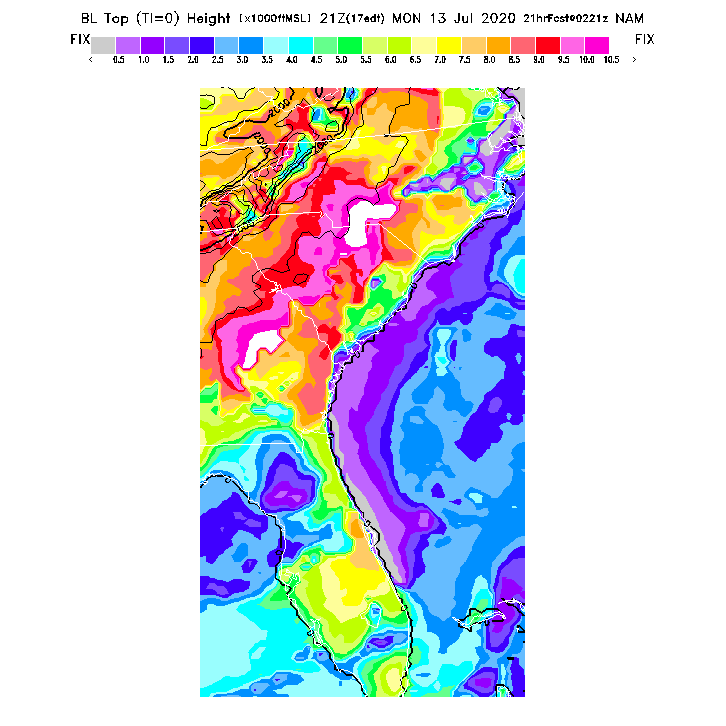 BL Top (TI=0) Height [x1000ftMSL] 21Z(17edt) MON 13 Jul 2020 21hrFcst@0221z NAM
FIX FIX
< 0.5 1.0 1.5 2.0 2.5 3.0 3.5 4.0 4.5 5.0 5.5 6.0 6.5 7.0 7.5 8.0 8.5 9.0 9.5 10.0 10.5 >
2000
2000